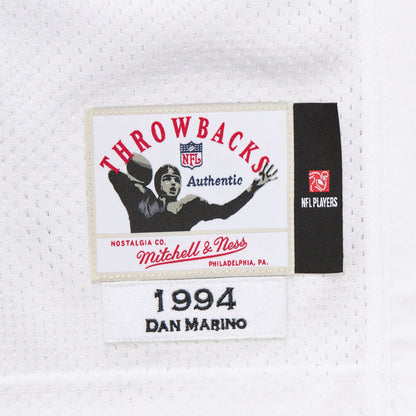 THROWBACKS
NFL
Authentic
NFL PLAYERS
NOSTALGIA CO.
Mitchell & Ness
PHILADELPHIA, PA.
1994
DAN MARINO